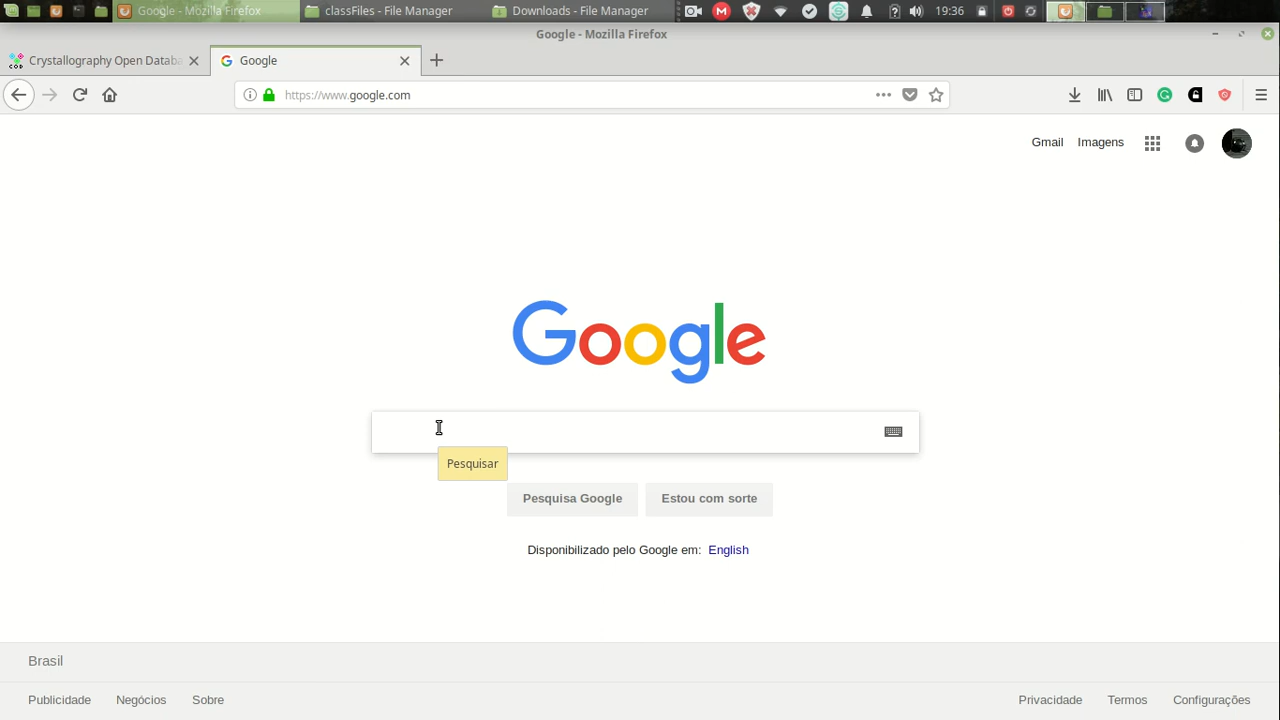 Google - Mozilla Firefox
classFiles - File Manager
Downloads - File Manager
19:36
Google - Mozilla Firefox
Crystallography Open Databa
Google
https://www.google.com
Gmail Imagens
Google
Pesquisar
Pesquisa Google Estou com sorte
Disponibilizado pelo Google em: English
Brasil
Publicidade Negócios Sobre Privacidade Termos Configurações